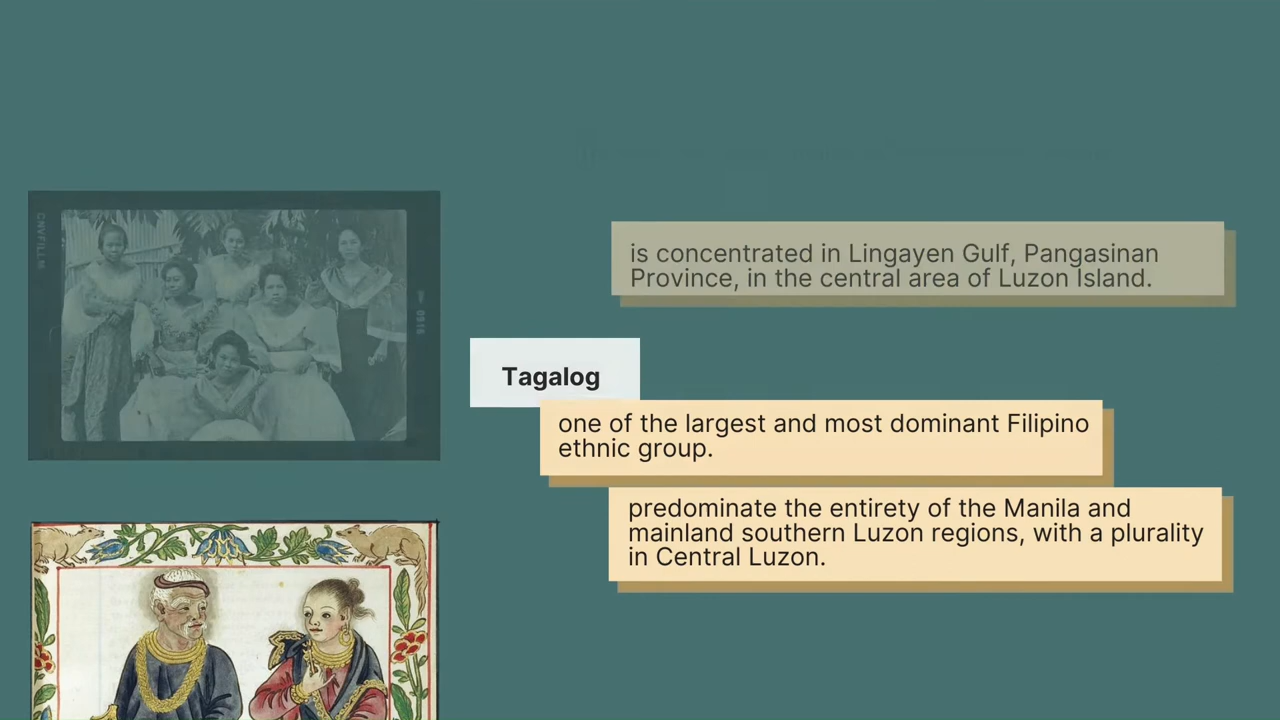 is concentrated in Lingayen Gulf, Pangasinan
Province, in the central area of Luzon Island.
Tagalog
one of the largest and most dominant Filipino
ethnic group.
predominate the entirety of the Manila and
mainland southern Luzon regions, with a plurality
in Central Luzon.